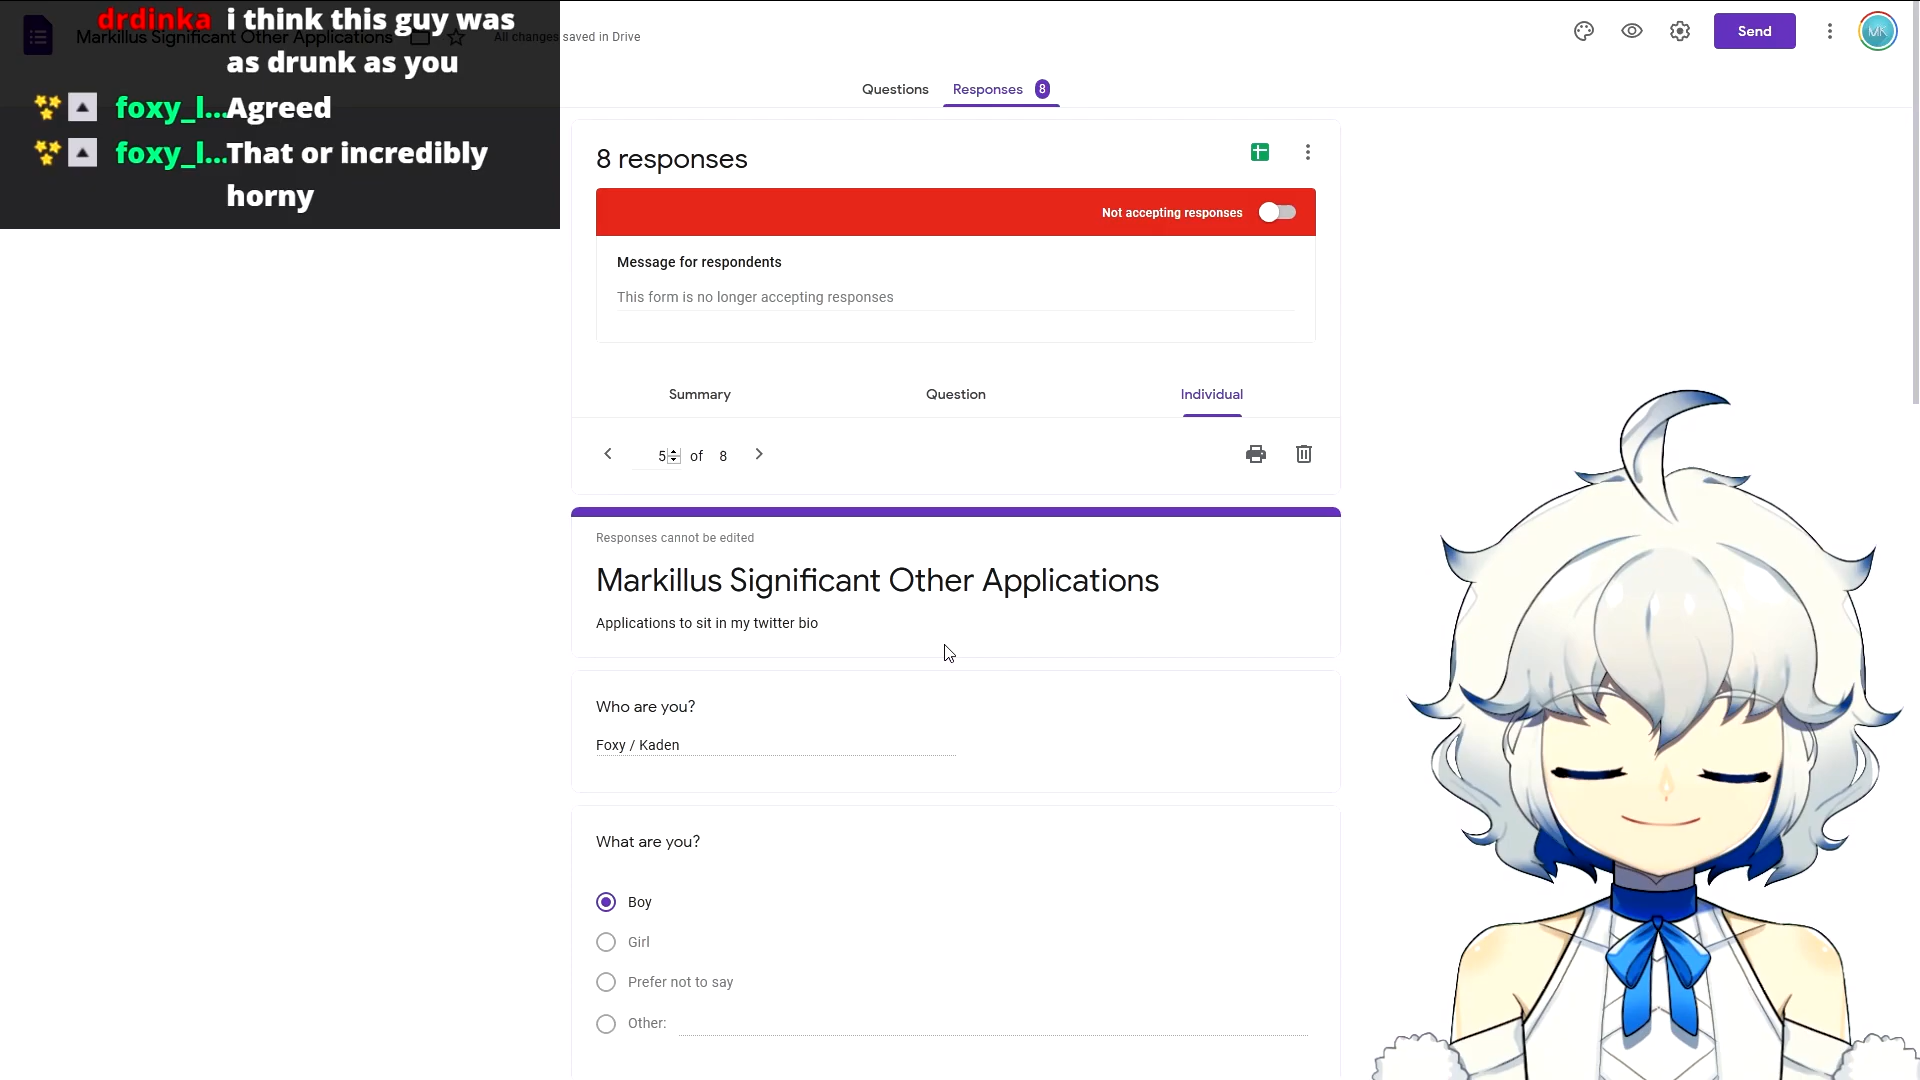 drdinka i think this guy was
as drunk as you
foxy_l...Agreed
foxy_l...That or incredibly
horny
Markillus Significant Other Applications
All changes saved in Drive
Send
MK
Questions
Responses 8
8 responses
Not accepting responses
Message for respondents
This form is no longer accepting responses
Summary
Question
Individual
5 of 8
Responses cannot be edited
Markillus Significant Other Applications
Applications to sit in my twitter bio
Who are you?
Foxy / Kaden
What are you?
Boy
Girl
Prefer not to say
Other: